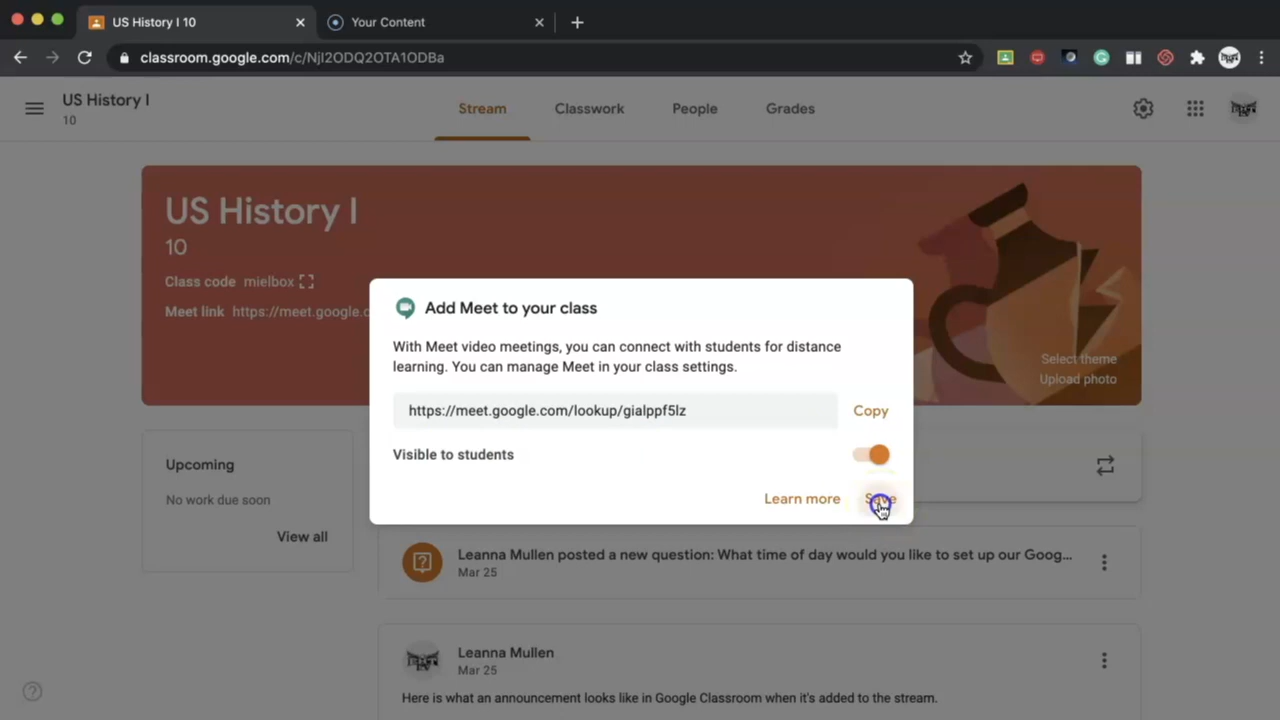 US History I 10
Your Content
classroom.google.com/c/NjI2ODQ2OTA1ODBa
US History I
10
Stream
Classwork
People
Grades
US History I
10
Class code mielbox
Meet link https://meet.google.c
Select theme
Upload photo
Add Meet to your class
With Meet video meetings, you can connect with students for distance
learning. You can manage Meet in your class settings.
https://meet.google.com/lookup/gialppf5lz
Copy
Visible to students
Learn more
Save
Upcoming
No work due soon
View all
Leanna Mullen posted a new question: What time of day would you like to set up our Goog...
Mar 25
Leanna Mullen
Mar 25
Here is what an announcement looks like in Google Classroom when it's added to the stream.